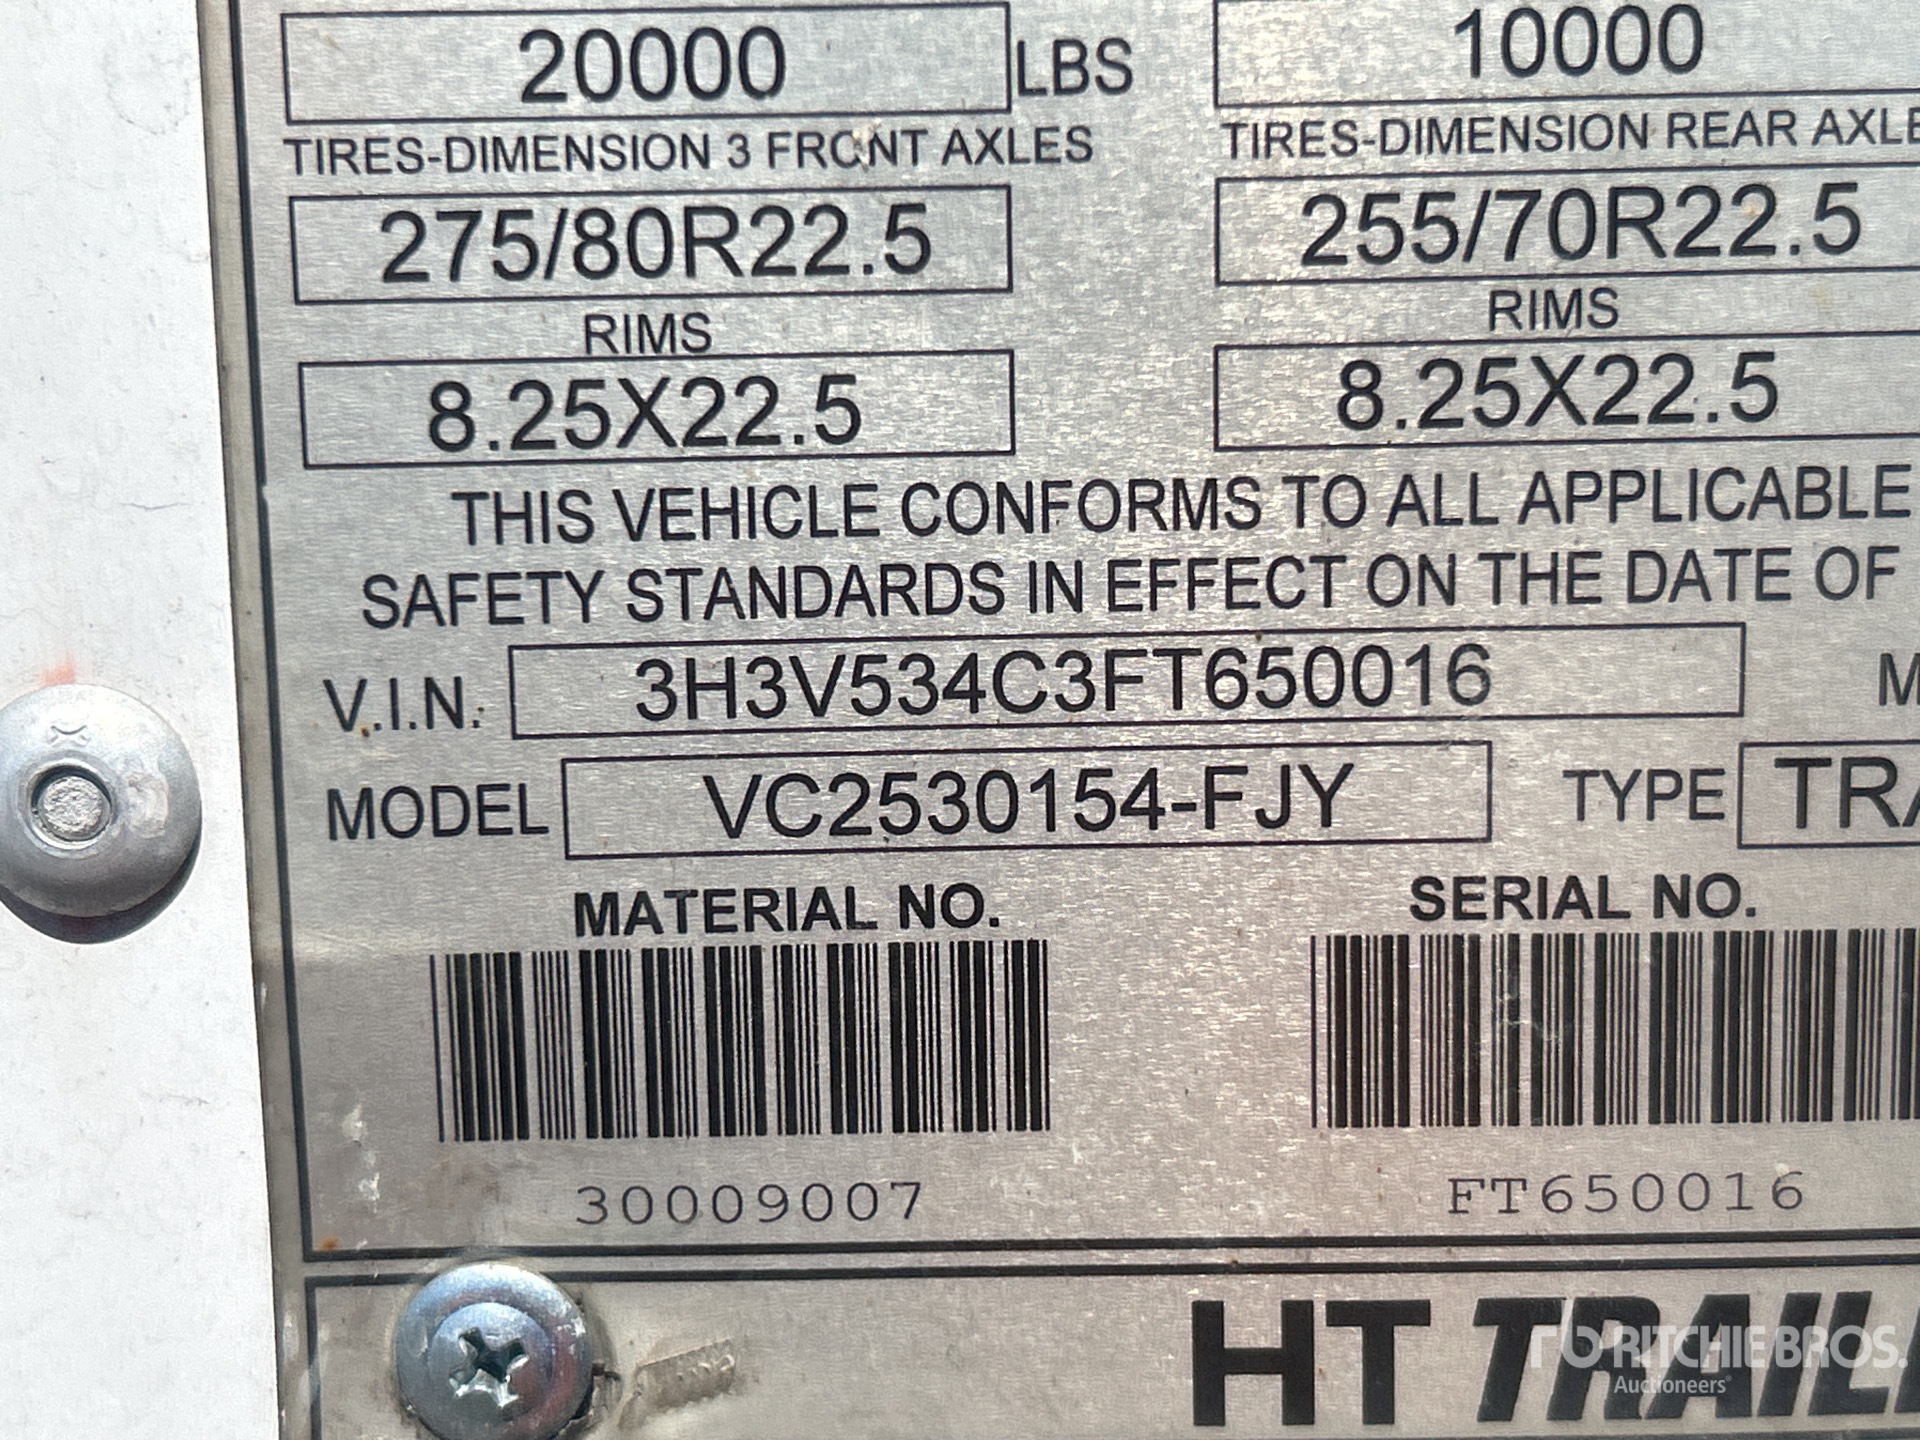 20000 LBS 10000
TIRES-DIMENSION 3 FRONT AXLES TIRES-DIMENSION REAR AXLE
275/80R22.5 255/70R22.5
RIMS RIMS
8.25X22.5 8.25X22.5
THIS VEHICLE CONFORMS TO ALL APPLICABLE
SAFETY STANDARDS IN EFFECT ON THE DATE OF
V.I.N.: 3H3V534C3FT650016 M
MODEL VC2530154-FJY TYPE TRA
MATERIAL NO. SERIAL NO.
30009007 FT650016
HT TRAIL
RITCHIE BROS.
Auctioneers